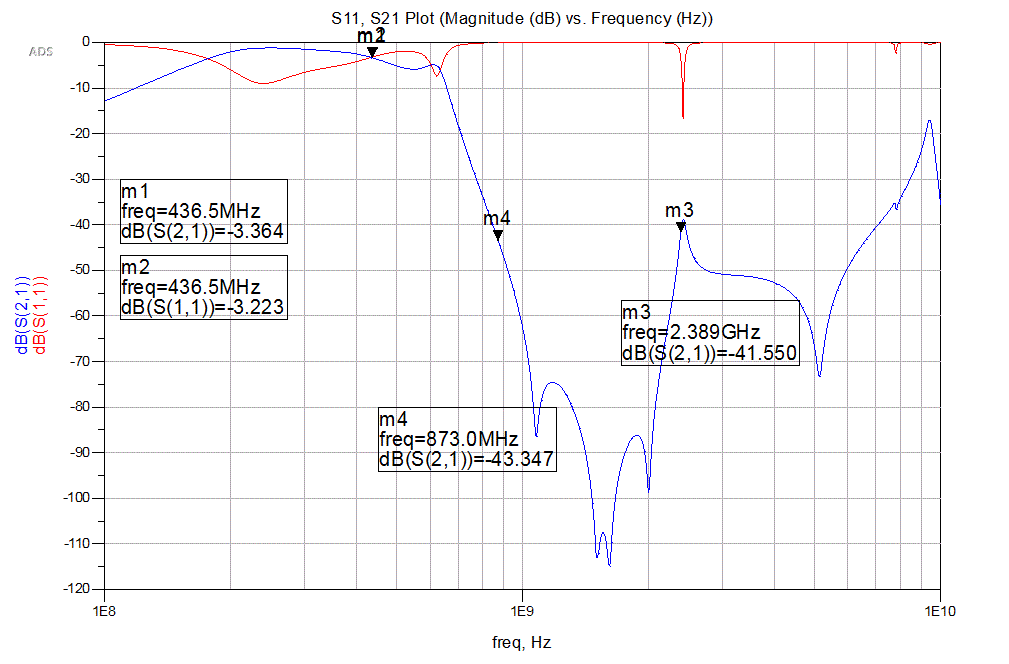 S11, S21 Plot (Magnitude (dB) vs. Frequency (Hz))
ADS
m2
0
-10
-20
-30
-40
-50
-60
-70
-80
-90
-100
-110
-120
m1
freq=436.5MHz
dB(S(2,1))=-3.364
m2
freq=436.5MHz
dB(S(1,1))=-3.223
m4
m3
m3
freq=2.389GHz
dB(S(2,1))=-41.550
m4
freq=873.0MHz
dB(S(2,1))=-43.347
dB(S(2,1))
dB(S(1,1))
1E8
1E9
1E10
freq, Hz